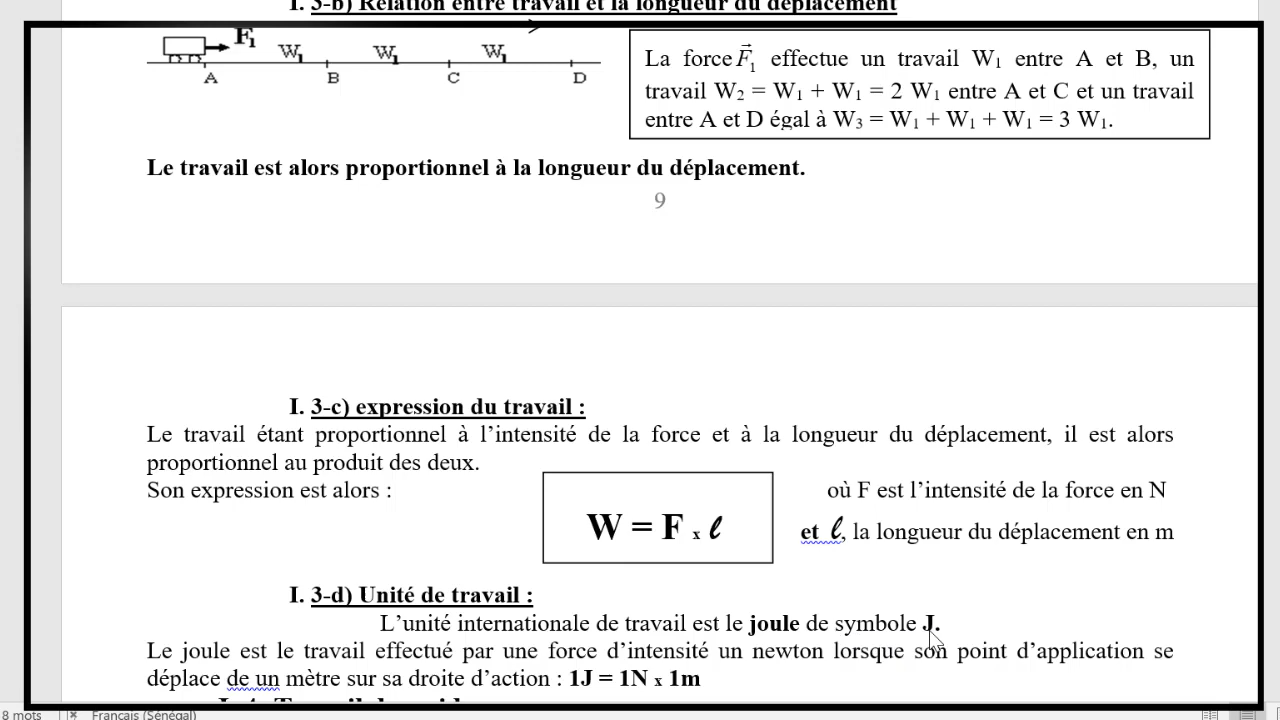 I. 3-b) Relation entre travail et la longueur du déplacement
F1
W1 W1 W1
A B C D
La force F1 effectue un travail W1 entre A et B, un
travail W2 = W1 + W1 = 2 W1 entre A et C et un travail
entre A et D égal à W3 = W1 + W1 + W1 = 3 W1.
Le travail est alors proportionnel à la longueur du déplacement.
9
I. 3-c) expression du travail :
Le travail étant proportionnel à l’intensité de la force et à la longueur du déplacement, il est alors
proportionnel au produit des deux.
Son expression est alors :
W = F x ℓ
où F est l’intensité de la force en N
et ℓ, la longueur du déplacement en m
I. 3-d) Unité de travail :
L’unité internationale de travail est le joule de symbole J.
Le joule est le travail effectué par une force d’intensité un newton lorsque son point d’application se
déplace de un mètre sur sa droite d’action : 1J = 1N x 1m
8 mots Français (Sénégal)